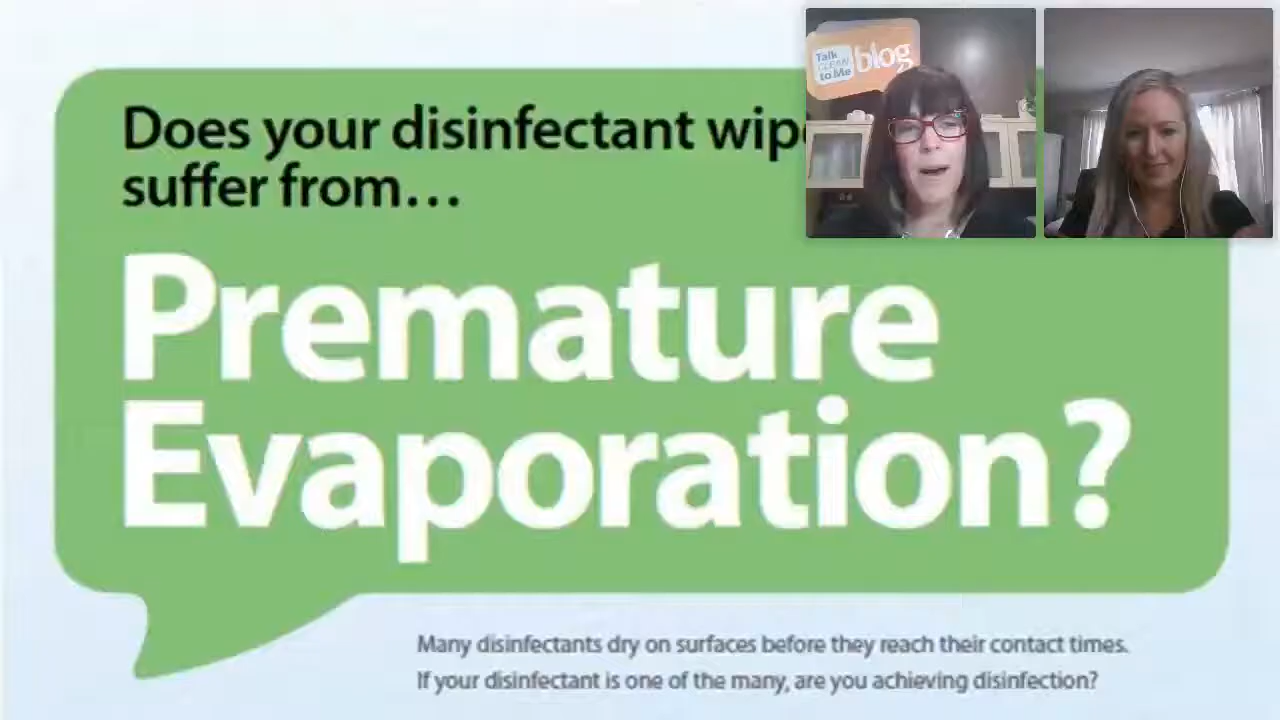 Does your disinfectant wip
suffer from...
Premature
Evaporation?
Many disinfectants dry on surfaces before they reach their contact times.
If your disinfectant is one of the many, are you achieving disinfection?
Talk
CLEAN
to Me
blog